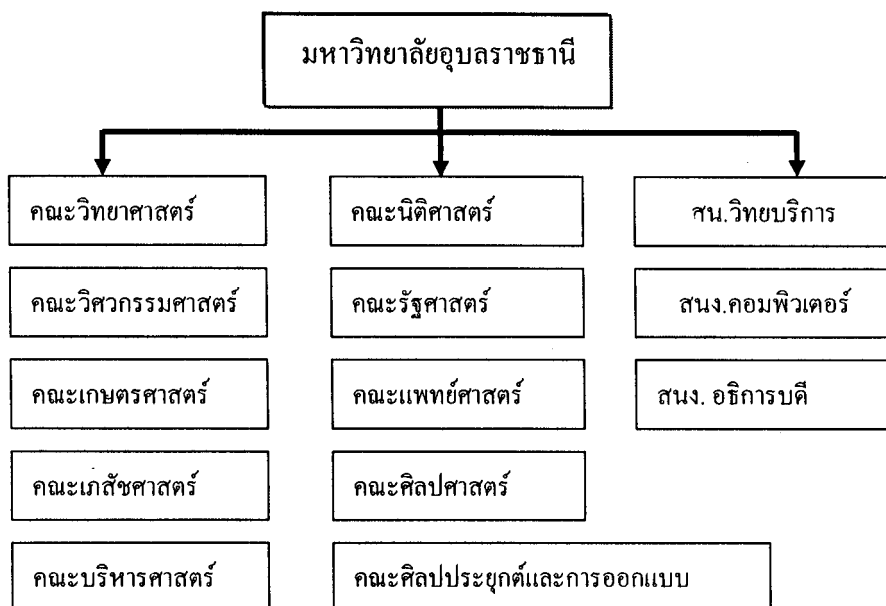 มหาวิทยาลัยอุบลราชธานี
คณะวิทยาศาสตร์
คณะนิติศาสตร์
สน.วิทยบริการ
คณะวิศวกรรมศาสตร์
คณะรัฐศาสตร์
สนง.คอมพิวเตอร์
คณะเกษตรศาสตร์
คณะแพทย์ศาสตร์
สนง. อธิการบดี
คณะเภสัชศาสตร์
คณะศิลปศาสตร์
คณะบริหารศาสตร์
คณะศิลปประยุกต์และการออกแบบ